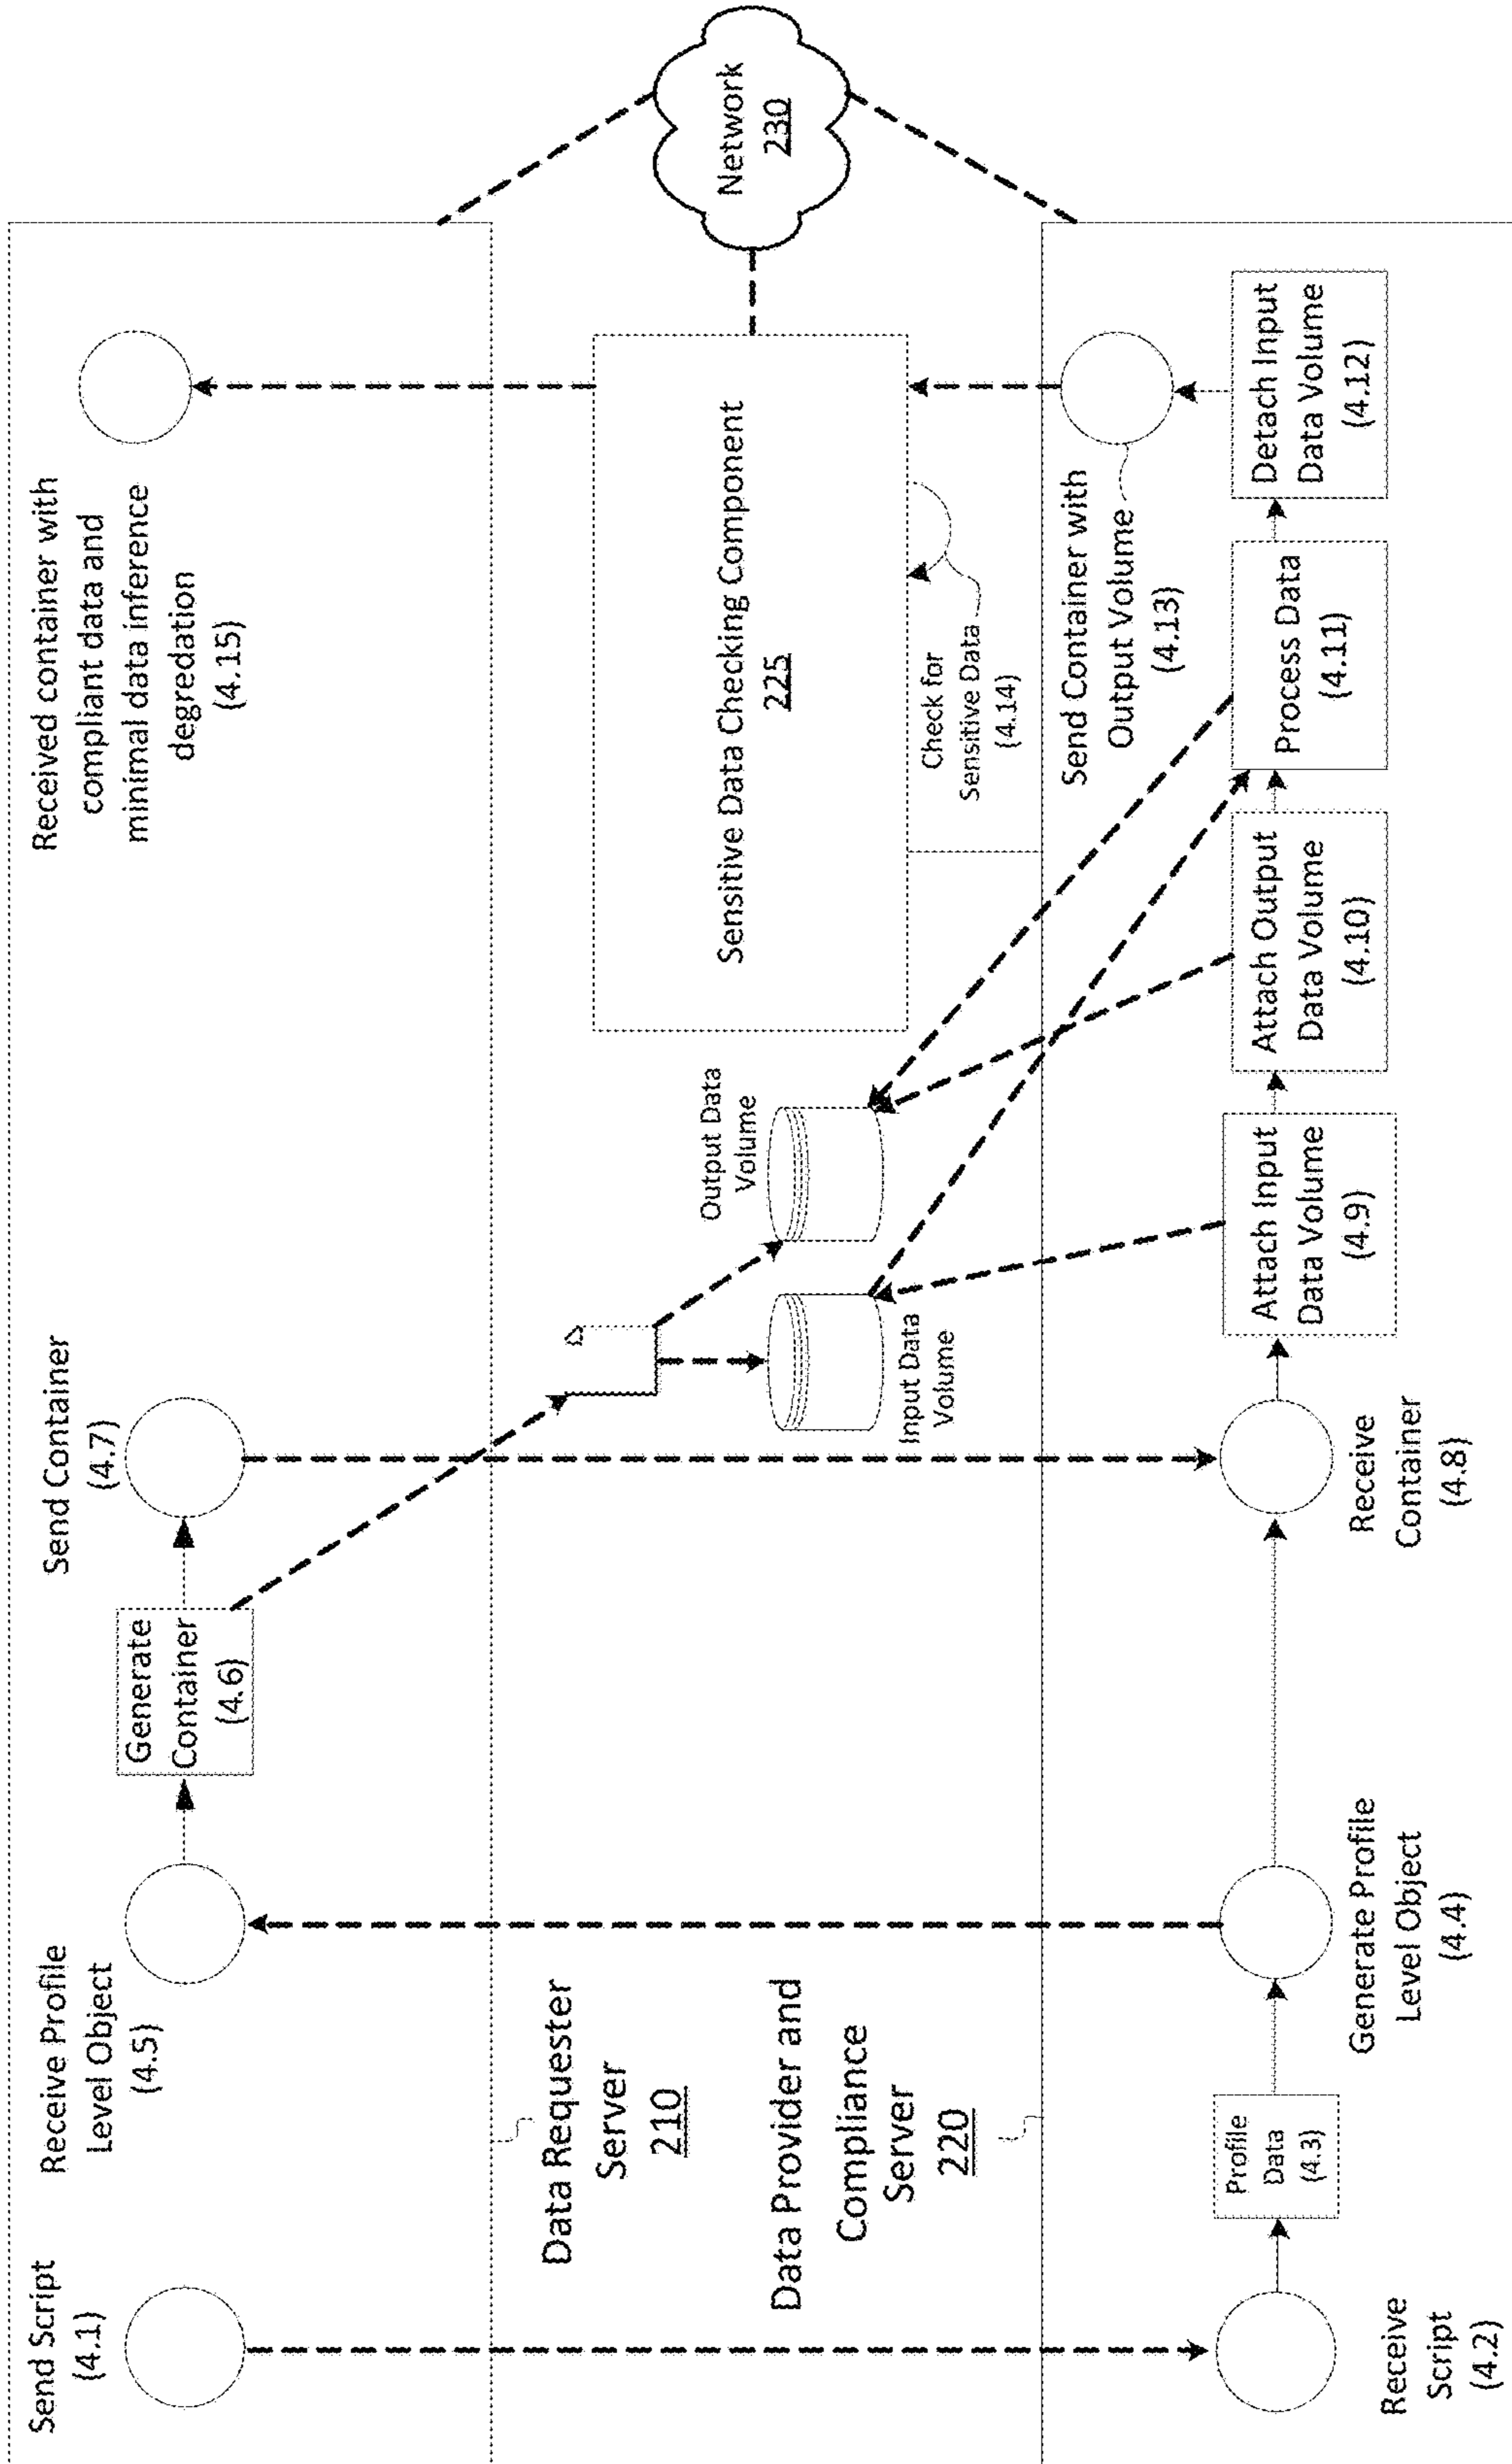 Send Script
(4.1)
Receive Profile
Level Object
(4.5)
Generate
Container
(4.6)
Send Container
(4.7)
Received container with
compliant data and
minimal data inference
degredation
(4.15)
Data Requester
Server
210
Data Provider and
Compliance
Server
220
Output Data
Volume
Input Data
Volume
Sensitive Data Checking Component
225
Check for
Sensitive Data
(4.14)
Network
230
Send Container with
Output Volume
(4.13)
Receive
Script
(4.2)
Profile
Data
(4.3)
Generate Profile
Level Object
(4.4)
Receive
Container
(4.8)
Attach Input
Data Volume
(4.9)
Attach Output
Data Volume
(4.10)
Process Data
(4.11)
Detach Input
Data Volume
(4.12)